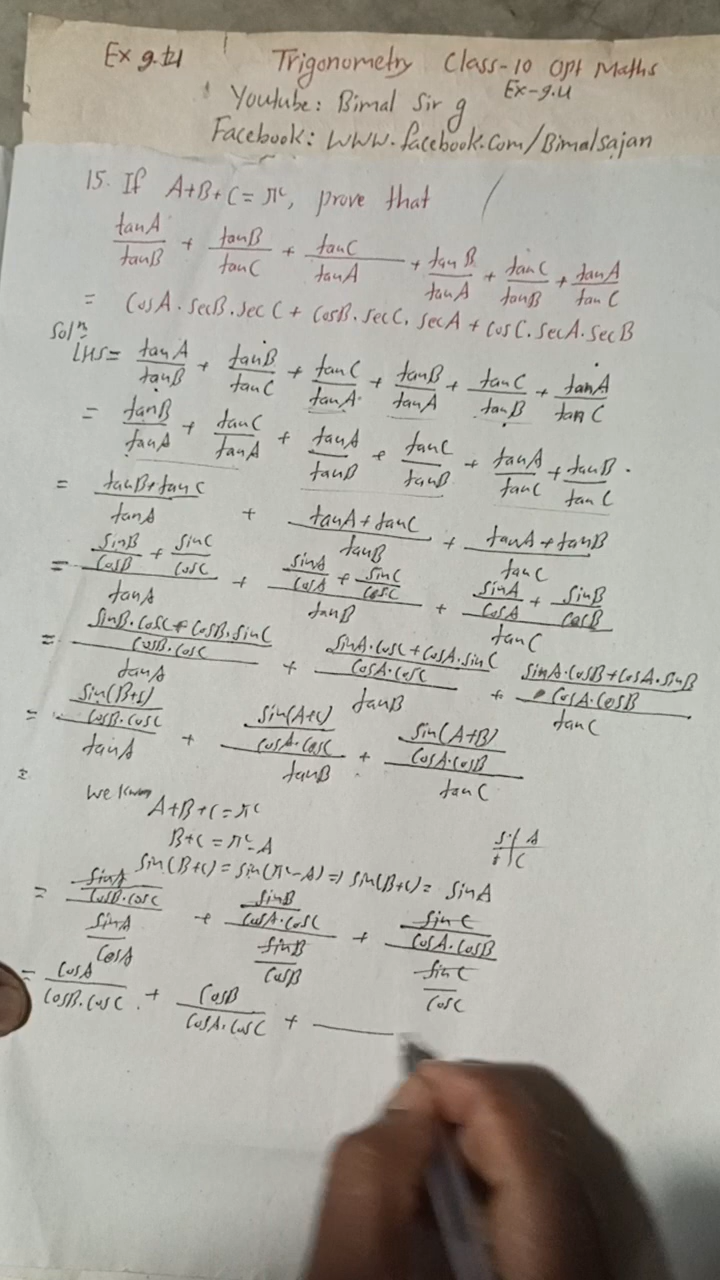 Ex 9.4 Trigonometry Class-10 Opt Maths
Ex-9.4
Youtube: Bimal Sir g
Facebook: WWW.facebook.Com/Bimalsajan
15. If A+B+C = πᶜ, prove that
tanA/tanB + tanB/tanC + tanC/tanA + tanB/tanA + tanC/tanB + tanA/tanC
= CosA . SecB . Sec C + CosB . Sec C . SecA + Cos C . SecA . SecB
Solⁿ
LHS = tanA/tanB + tanB/tanC + tanC/tanA + tanB/tanA + tanC/tanB + tanA/tanC
= tanB/tanA + tanC/tanA + tanA/tanB + tanC/tanB + tanA/tanC + tanB/tanC .
= (tanB+tanC)/tanA + (tanA+tanC)/tanB + (tanA+tanB)/tanC
= (SinB/CosB + SinC/CosC)/tanA + (SinA/CosA + SinC/CosC)/tanB + (SinA/CosA + SinB/CosB)/tanC
= ((SinB.CosC+CosB.SinC)/(CosB.CosC))/tanA + ((SinA.CosC+CosA.SinC)/(CosA.CosC))/tanB + ((SinA.CosB+CosA.SinB)/(CosA.CosB))/tanC
= (Sin(B+C)/(CosB.CosC))/tanA + (Sin(A+C)/(CosA.CosC))/tanB + (Sin(A+B)/(CosA.CosB))/tanC
=
We know
A+B+C = πᶜ
B+C = πᶜ-A
S A
t C
Sin(B+C) = Sin(πᶜ-A) => Sin(B+C) = SinA
= (SinA/(CosB.CosC))/(SinA/CosA) + (SinB/(CosA.CosC))/(SinB/CosB) + (SinC/(CosA.CosB))/(SinC/CosC)
= CosA/(CosB.CosC) + CosB/(CosA.CosC) +